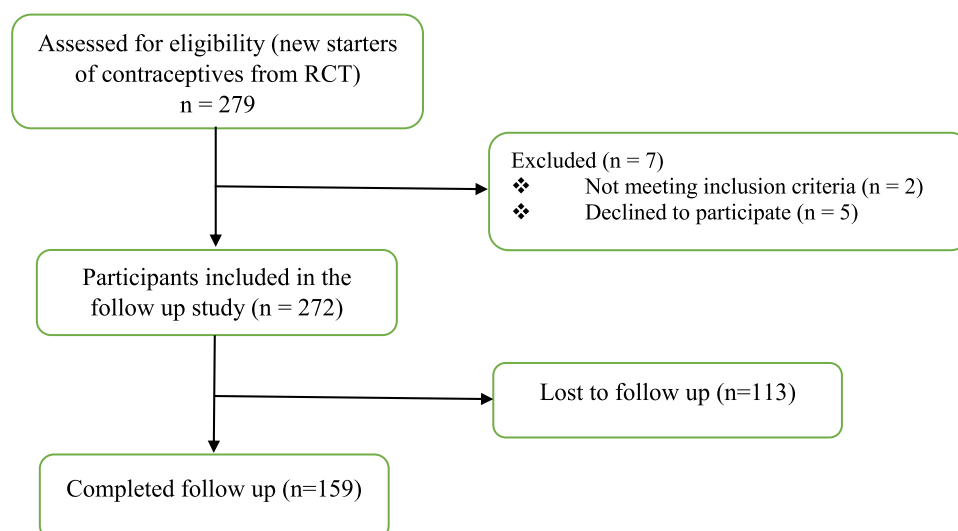 Assessed for eligibility (new starters
of contraceptives from RCT)
n = 279
Excluded (n = 7)
❖ Not meeting inclusion criteria (n = 2)
❖ Declined to participate (n = 5)
Participants included in the
follow up study (n = 272)
Lost to follow up (n=113)
Completed follow up (n=159)